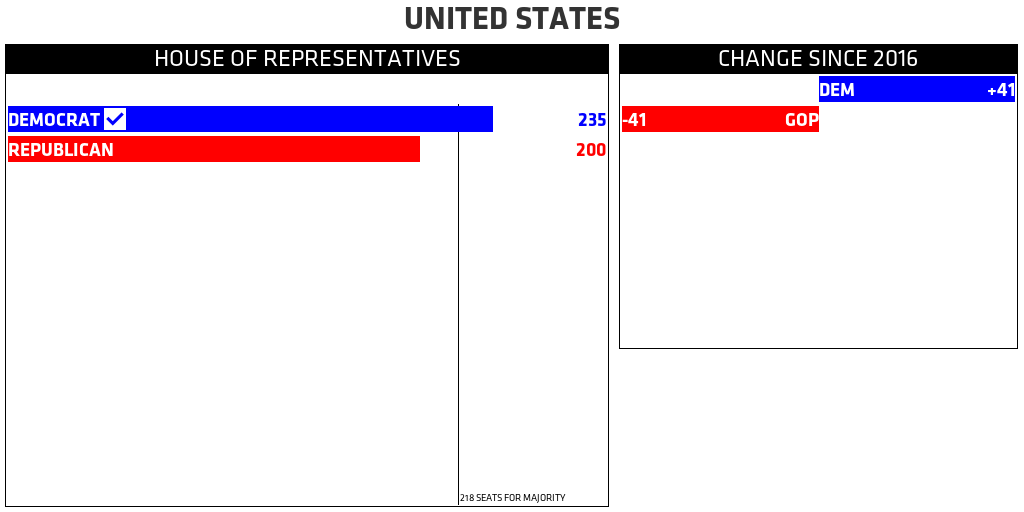 UNITED STATES
HOUSE OF REPRESENTATIVES
DEMOCRAT 235
REPUBLICAN 200
218 SEATS FOR MAJORITY
CHANGE SINCE 2016
DEM +41
-41 GOP